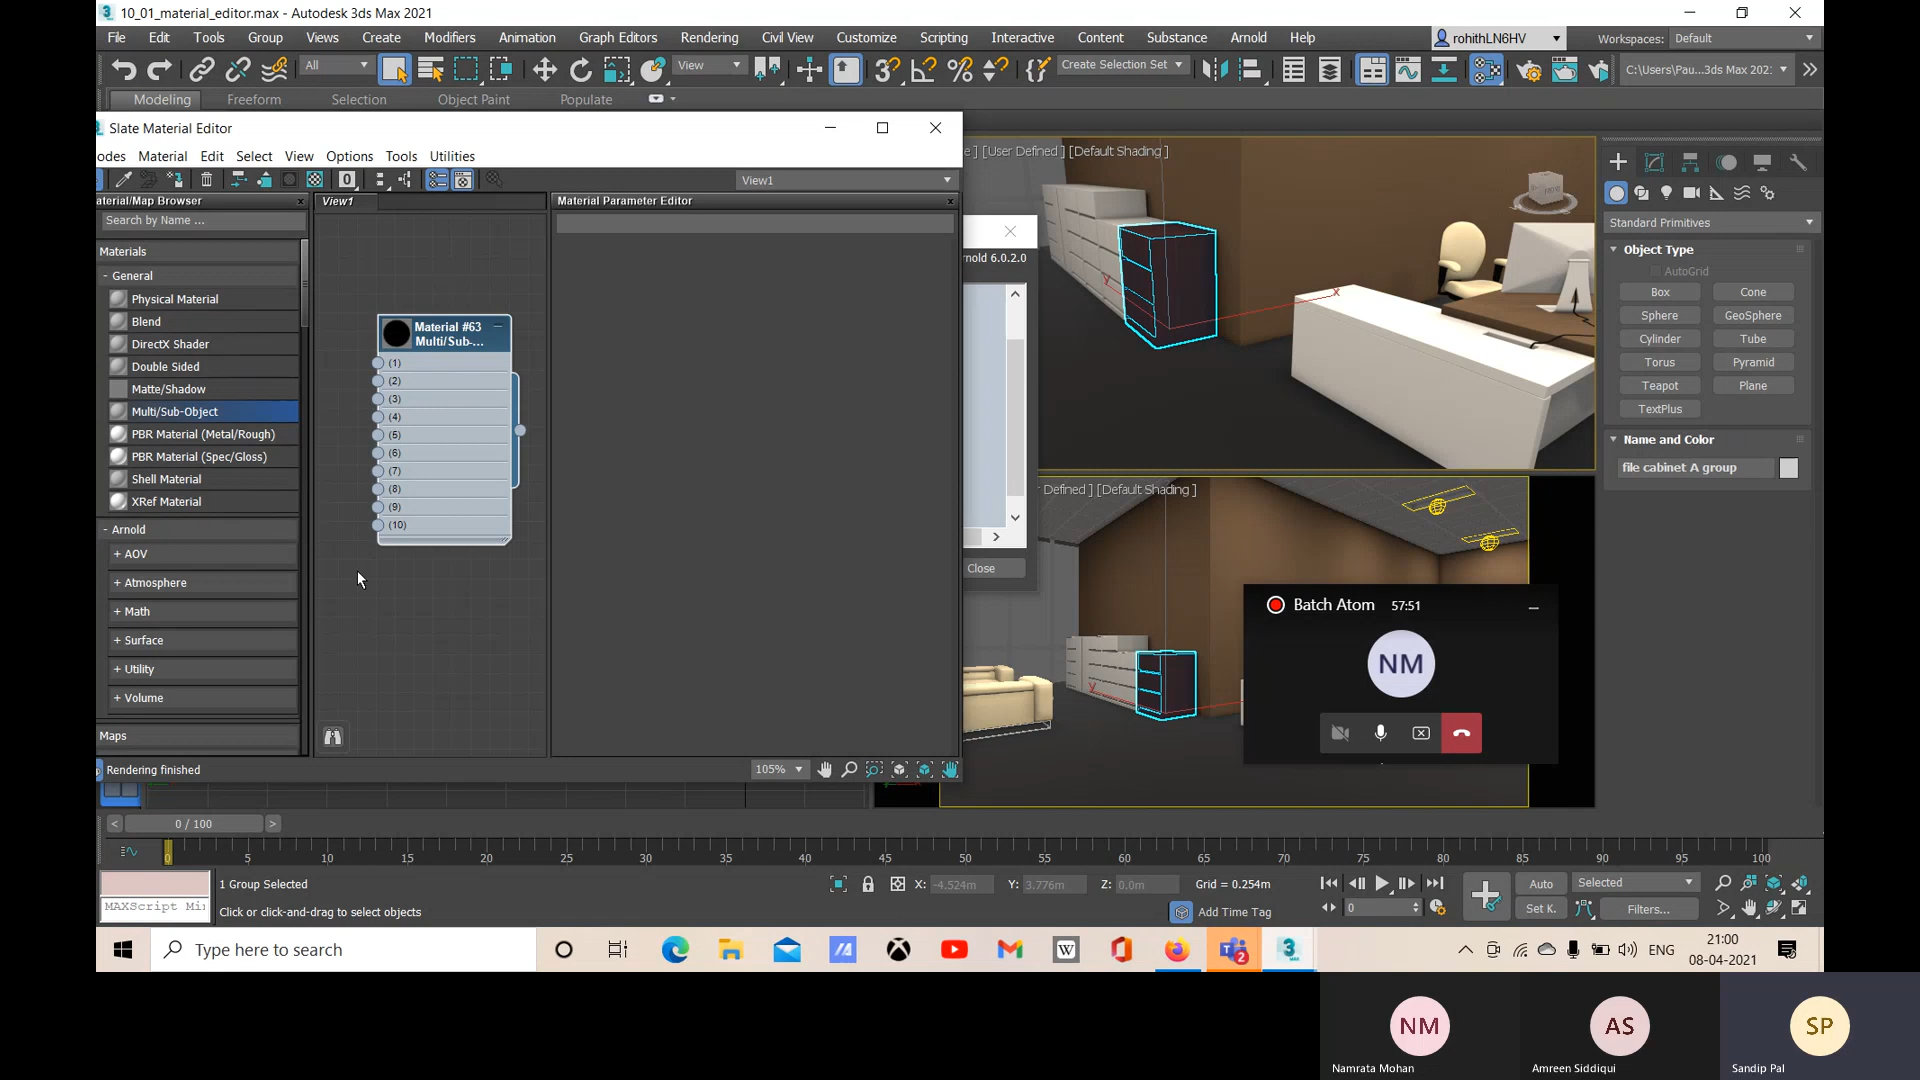 10_01_material_editor.max - Autodesk 3ds Max 2021
File Edit Tools Group Views Create Modifiers Animation Graph Editors Rendering Civil View Customize Scripting Interactive Content Substance Arnold Help
rohithLN6HV
Workspaces: Default
All
View
Create Selection Set
C:\Users\Pau...3ds Max 202:
Modeling Freeform Selection Object Paint Populate
Slate Material Editor
odes Material Edit Select View Options Tools Utilities
View1
aterial/Map Browser
Search by Name ...
Materials
- General
Physical Material
Blend
DirectX Shader
Double Sided
Matte/Shadow
Multi/Sub-Object
PBR Material (Metal/Rough)
PBR Material (Spec/Gloss)
Shell Material
XRef Material
- Arnold
+ AOV
+ Atmosphere
+ Math
+ Surface
+ Utility
+ Volume
Maps
Rendering finished
View1
Material #63
Multi/Sub-...
(1)
(2)
(3)
(4)
(5)
(6)
(7)
(8)
(9)
(10)
Material Parameter Editor
105%
rnold 6.0.2.0
Close
[User Defined ] [Default Shading ]
Defined ] [Default Shading ]
Batch Atom 57:51
NM
Standard Primitives
Object Type
AutoGrid
Box Cone
Sphere GeoSphere
Cylinder Tube
Torus Pyramid
Teapot Plane
TextPlus
Name and Color
file cabinet A group
< 0 / 100 >
0 5 10 15 20 25 30 35 40 45 50 55 60 65 70 75 80 85 90 95 100
MAXScript Mi
1 Group Selected
Click or click-and-drag to select objects
X: -4.524m Y: 3.776m Z: 0.0m Grid = 0.254m
Add Time Tag
0
Auto Selected
Set K. Filters...
Type here to search
2
ENG
21:00
08-04-2021
NM
Namrata Mohan
AS
Amreen Siddiqui
SP
Sandip Pal